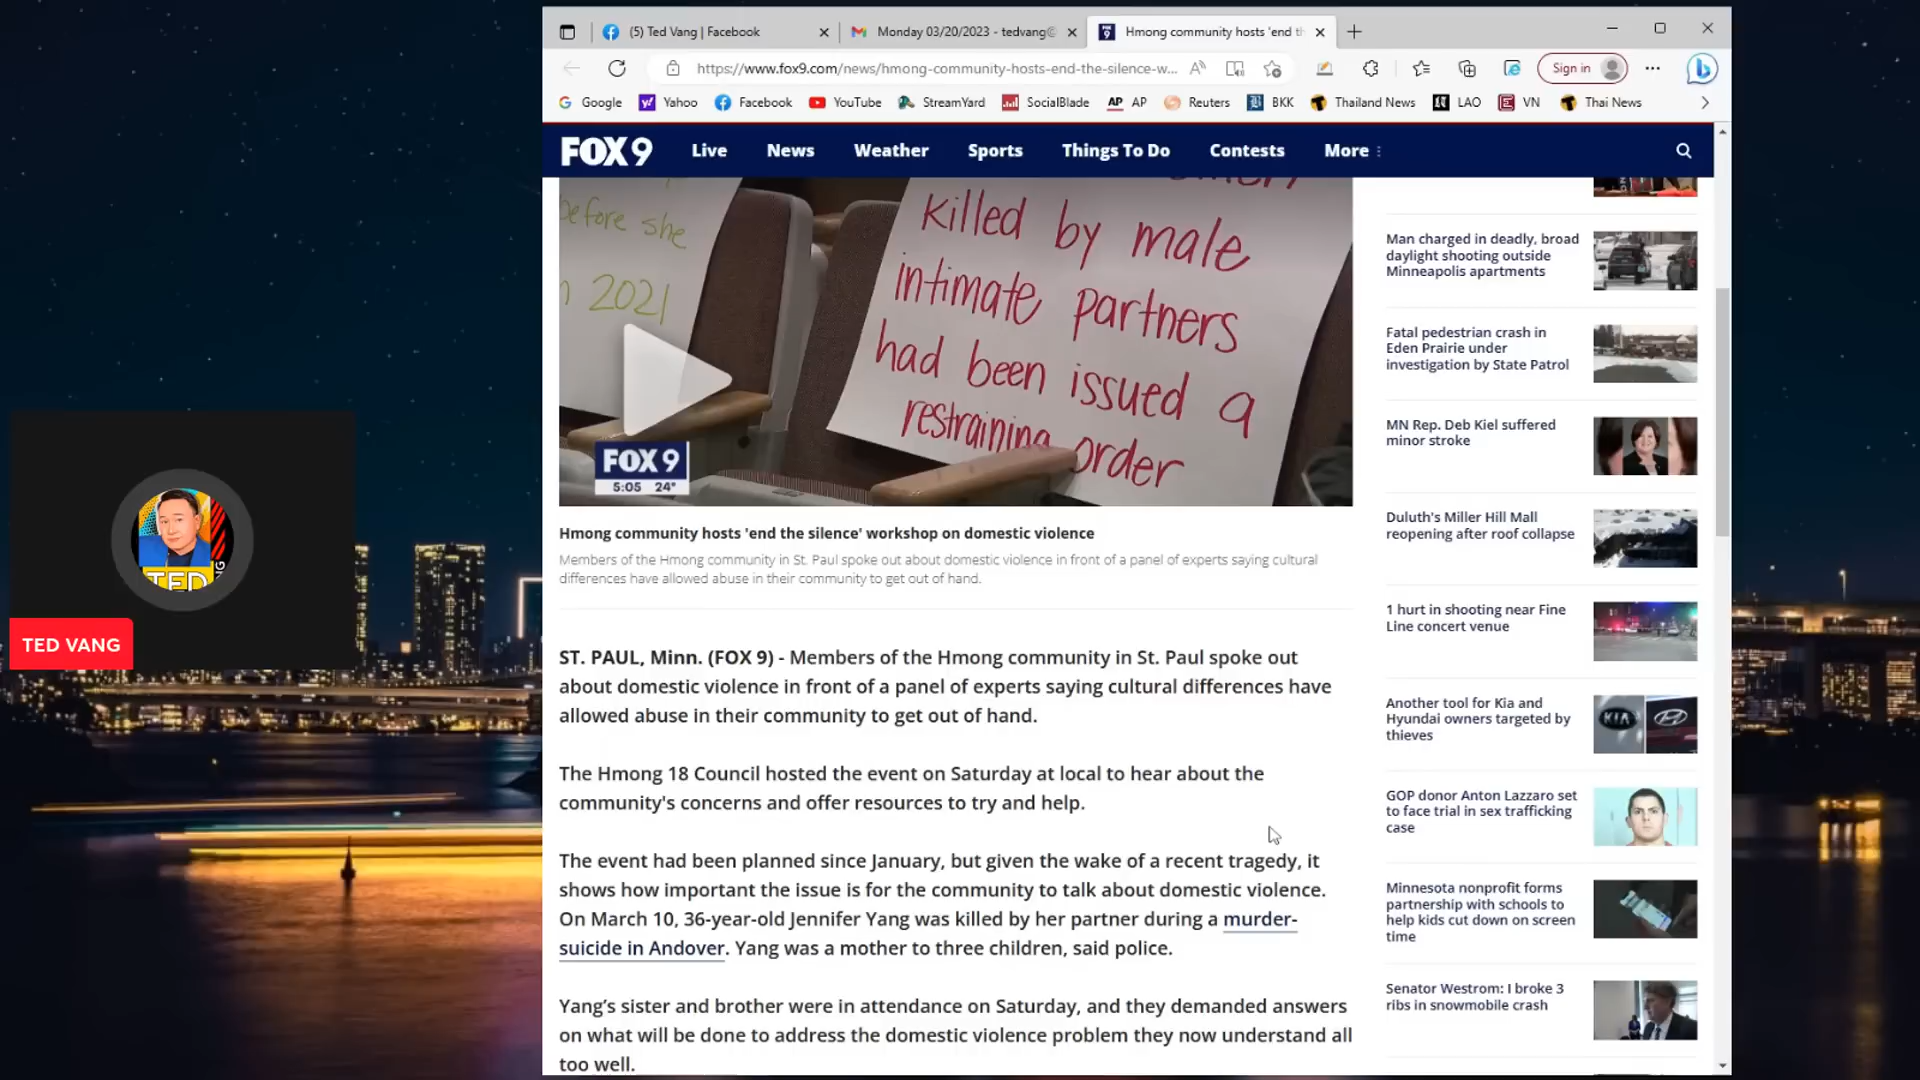 (5) Ted Vang | Facebook
Monday 03/20/2023 - tedvang@
Hmong community hosts 'end th
https://www.fox9.com/news/hmong-community-hosts-end-the-silence-w...
Sign in
Google
Yahoo
Facebook
YouTube
StreamYard
SocialBlade
AP AP
Reuters
BKK
Thailand News
LAO
VN
Thai News
FOX 9
Live
News
Weather
Sports
Things To Do
Contests
More
before she
2021
killed by male
intimate partners
had been issued a
restraining order
FOX 9
5:05 24°
Hmong community hosts 'end the silence' workshop on domestic violence
Members of the Hmong community in St. Paul spoke out about domestic violence in front of a panel of experts saying cultural
differences have allowed abuse in their community to get out of hand.
ST. PAUL, Minn. (FOX 9) - Members of the Hmong community in St. Paul spoke out
about domestic violence in front of a panel of experts saying cultural differences have
allowed abuse in their community to get out of hand.
The Hmong 18 Council hosted the event on Saturday at local to hear about the
community's concerns and offer resources to try and help.
The event had been planned since January, but given the wake of a recent tragedy, it
shows how important the issue is for the community to talk about domestic violence.
On March 10, 36-year-old Jennifer Yang was killed by her partner during a murder-
suicide in Andover. Yang was a mother to three children, said police.
Yang's sister and brother were in attendance on Saturday, and they demanded answers
on what will be done to address the domestic violence problem they now understand all
too well.
Man charged in deadly, broad
daylight shooting outside
Minneapolis apartments
Fatal pedestrian crash in
Eden Prairie under
investigation by State Patrol
MN Rep. Deb Kiel suffered
minor stroke
Duluth's Miller Hill Mall
reopening after roof collapse
1 hurt in shooting near Fine
Line concert venue
Another tool for Kia and
Hyundai owners targeted by
thieves
KIA
GOP donor Anton Lazzaro set
to face trial in sex trafficking
case
Minnesota nonprofit forms
partnership with schools to
help kids cut down on screen
time
Senator Westrom: I broke 3
ribs in snowmobile crash
TED
TED VANG